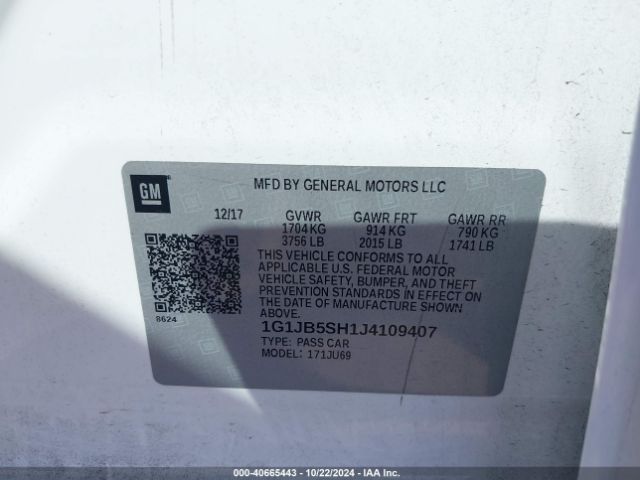 GM
MFD BY GENERAL MOTORS LLC
12/17 GVWR GAWR FRT GAWR RR
1704 KG 914 KG 790 KG
3756 LB 2015 LB 1741 LB
THIS VEHICLE CONFORMS TO ALL
APPLICABLE U.S. FEDERAL MOTOR
VEHICLE SAFETY, BUMPER, AND THEFT
PREVENTION STANDARDS IN EFFECT ON
THE DATE OF MANUFACTURE SHOWN
ABOVE.
8624
1G1JB5SH1J4109407
TYPE: PASS CAR
MODEL: 171JU69
000-40665443 - 10/22/2024 - IAA Inc.